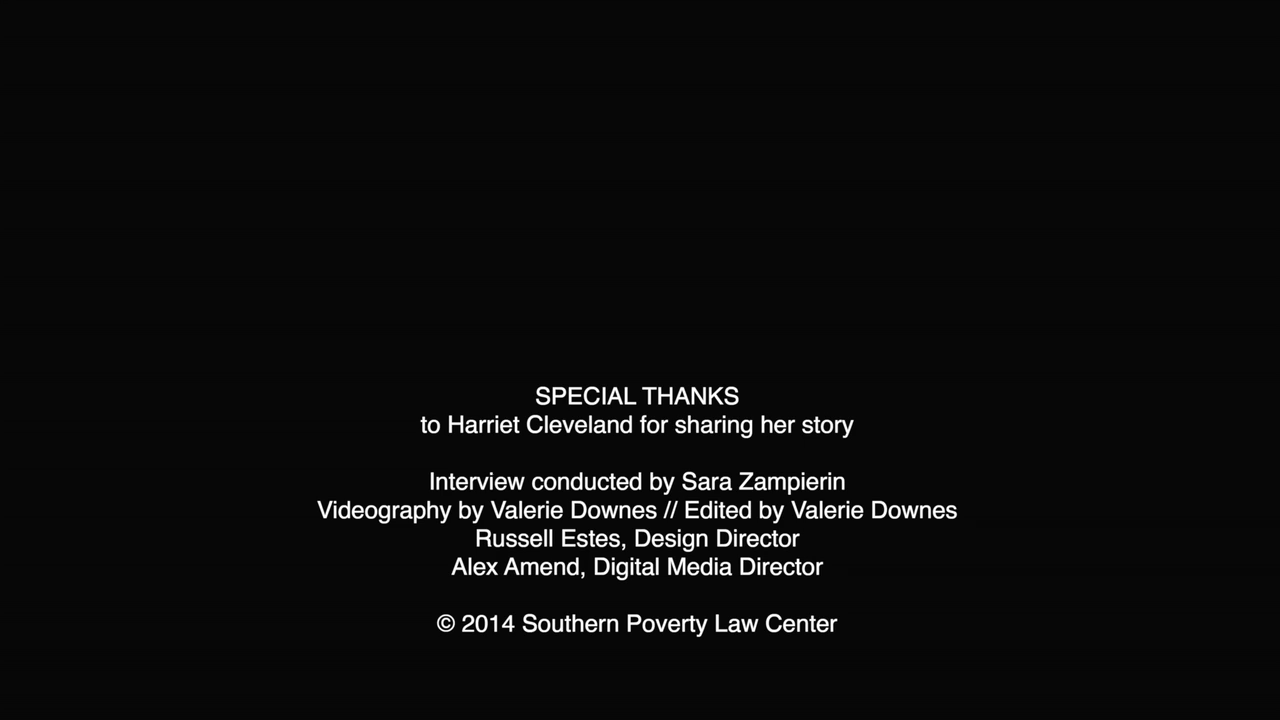 SPECIAL THANKS
to Harriet Cleveland for sharing her story
Interview conducted by Sara Zampierin
Videography by Valerie Downes // Edited by Valerie Downes
Russell Estes, Design Director
Alex Amend, Digital Media Director
© 2014 Southern Poverty Law Center